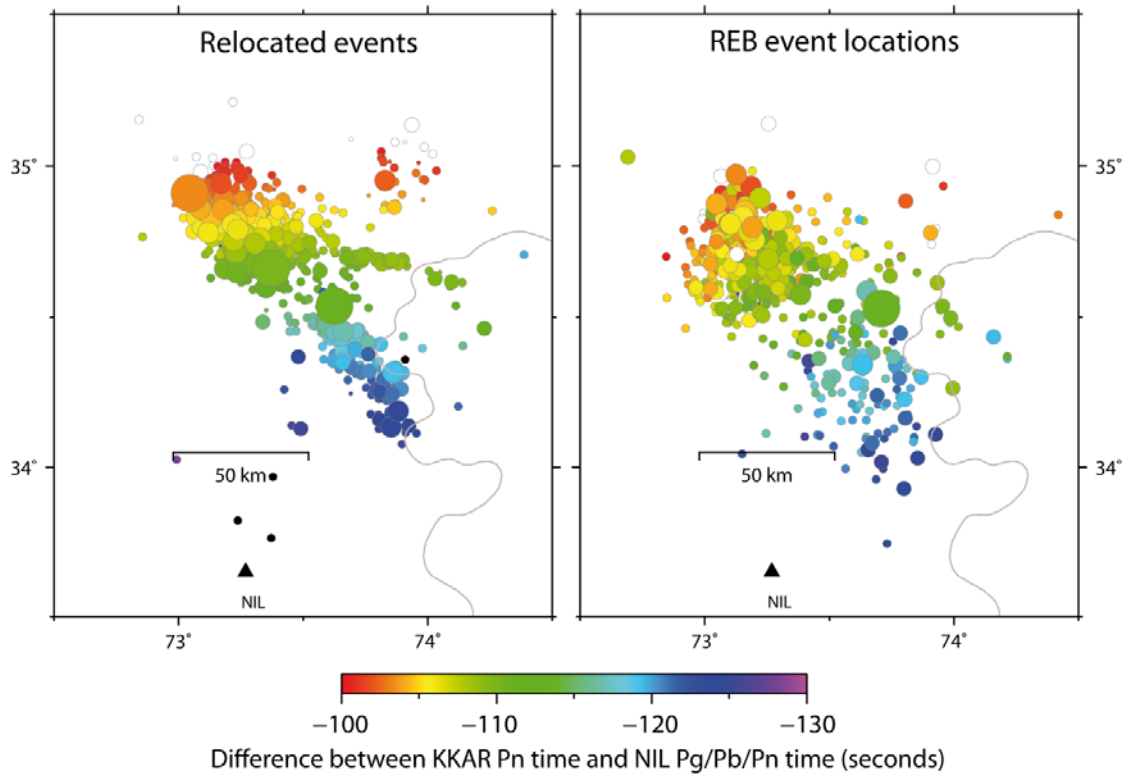 Relocated events
REB event locations
35°
35°
34°
34°
50 km
50 km
NIL
NIL
73°
74°
73°
74°
−100
−110
−120
−130
Difference between KKAR Pn time and NIL Pg/Pb/Pn time (seconds)